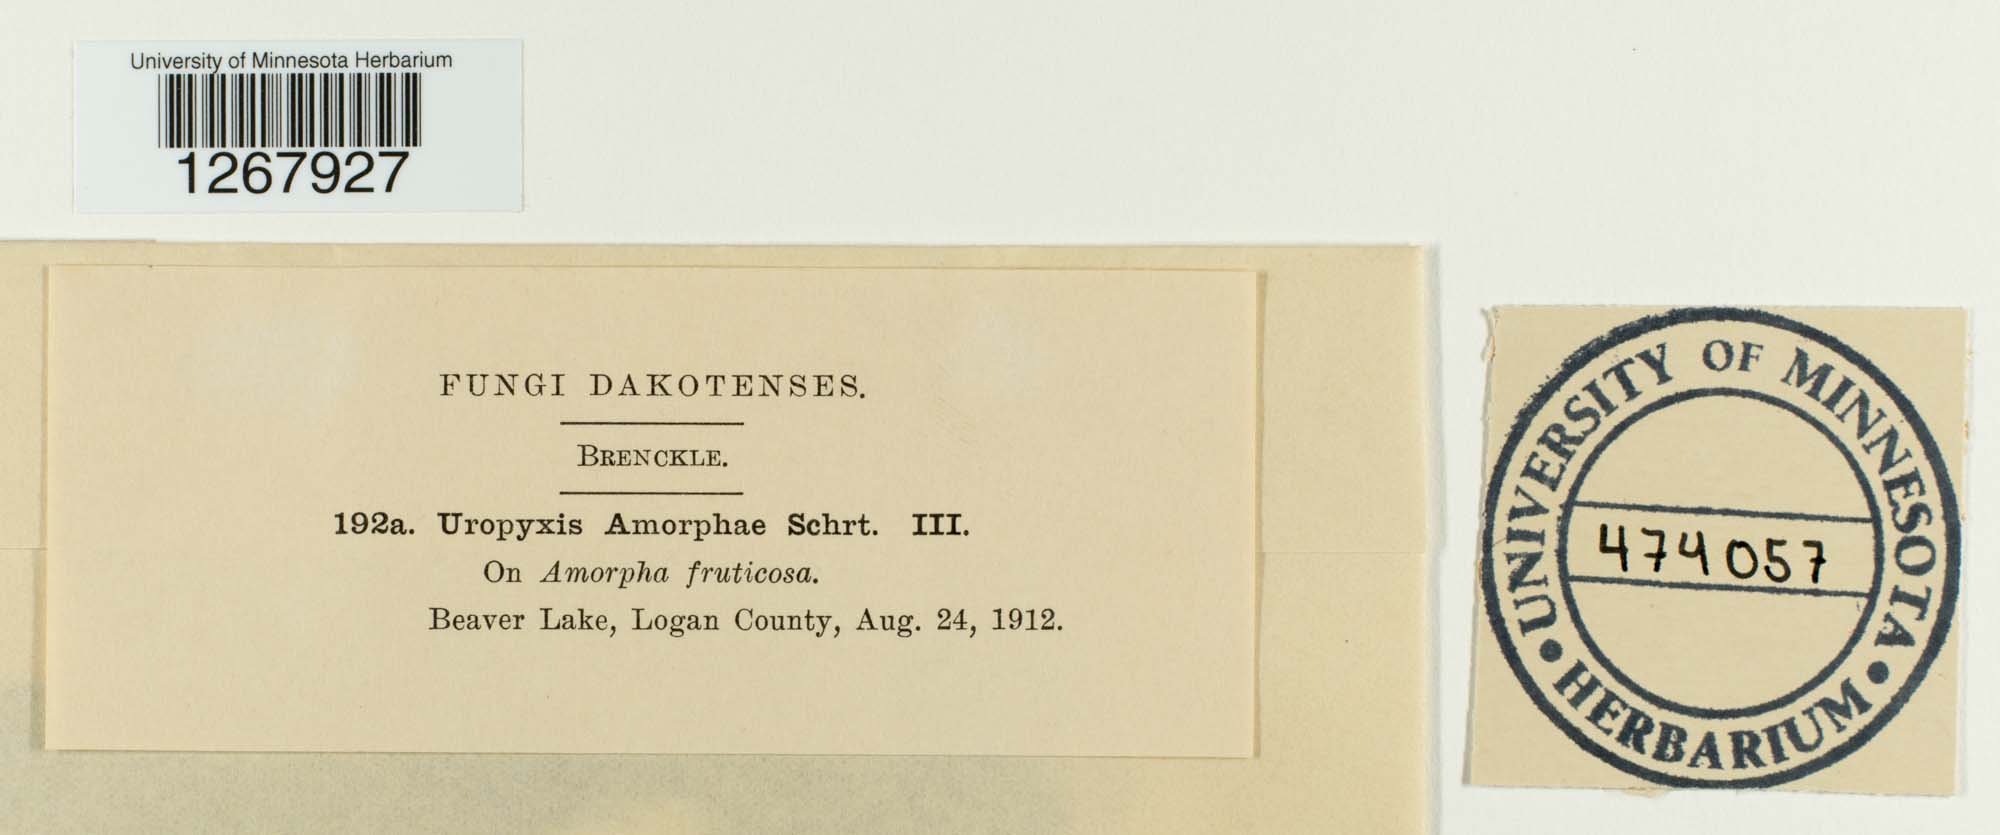 University of Minnesota Herbarium
1267927
FUNGI DAKOTENSES.
BRENCKLE.
192a. Uropyxis Amorphae Schrt. III.
On Amorpha fruticosa.
Beaver Lake, Logan County, Aug. 24, 1912.
UNIVERSITY OF MINNESOTA
474057
• HERBARIUM •